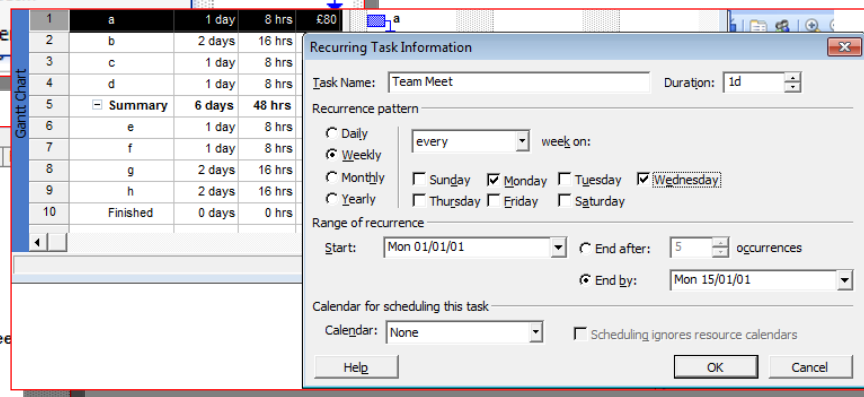 1 a 1 day 8 hrs £80 a
2 b 2 days 16 hrs
3 c 1 day 8 hrs
4 d 1 day 8 hrs
5 Summary 6 days 48 hrs
6 e 1 day 8 hrs
7 f 1 day 8 hrs
8 g 2 days 16 hrs
9 h 2 days 16 hrs
10 Finished 0 days 0 hrs
Gantt Chart
Recurring Task Information
Task Name: Team Meet Duration: 1d
Recurrence pattern
Daily
Weekly
Monthly
Yearly
every week on:
Sunday Monday Tuesday Wednesday
Thursday Friday Saturday
Range of recurrence
Start: Mon 01/01/01 End after: 5 occurrences
End by: Mon 15/01/01
Calendar for scheduling this task
Calendar: None Scheduling ignores resource calendars
Help OK Cancel